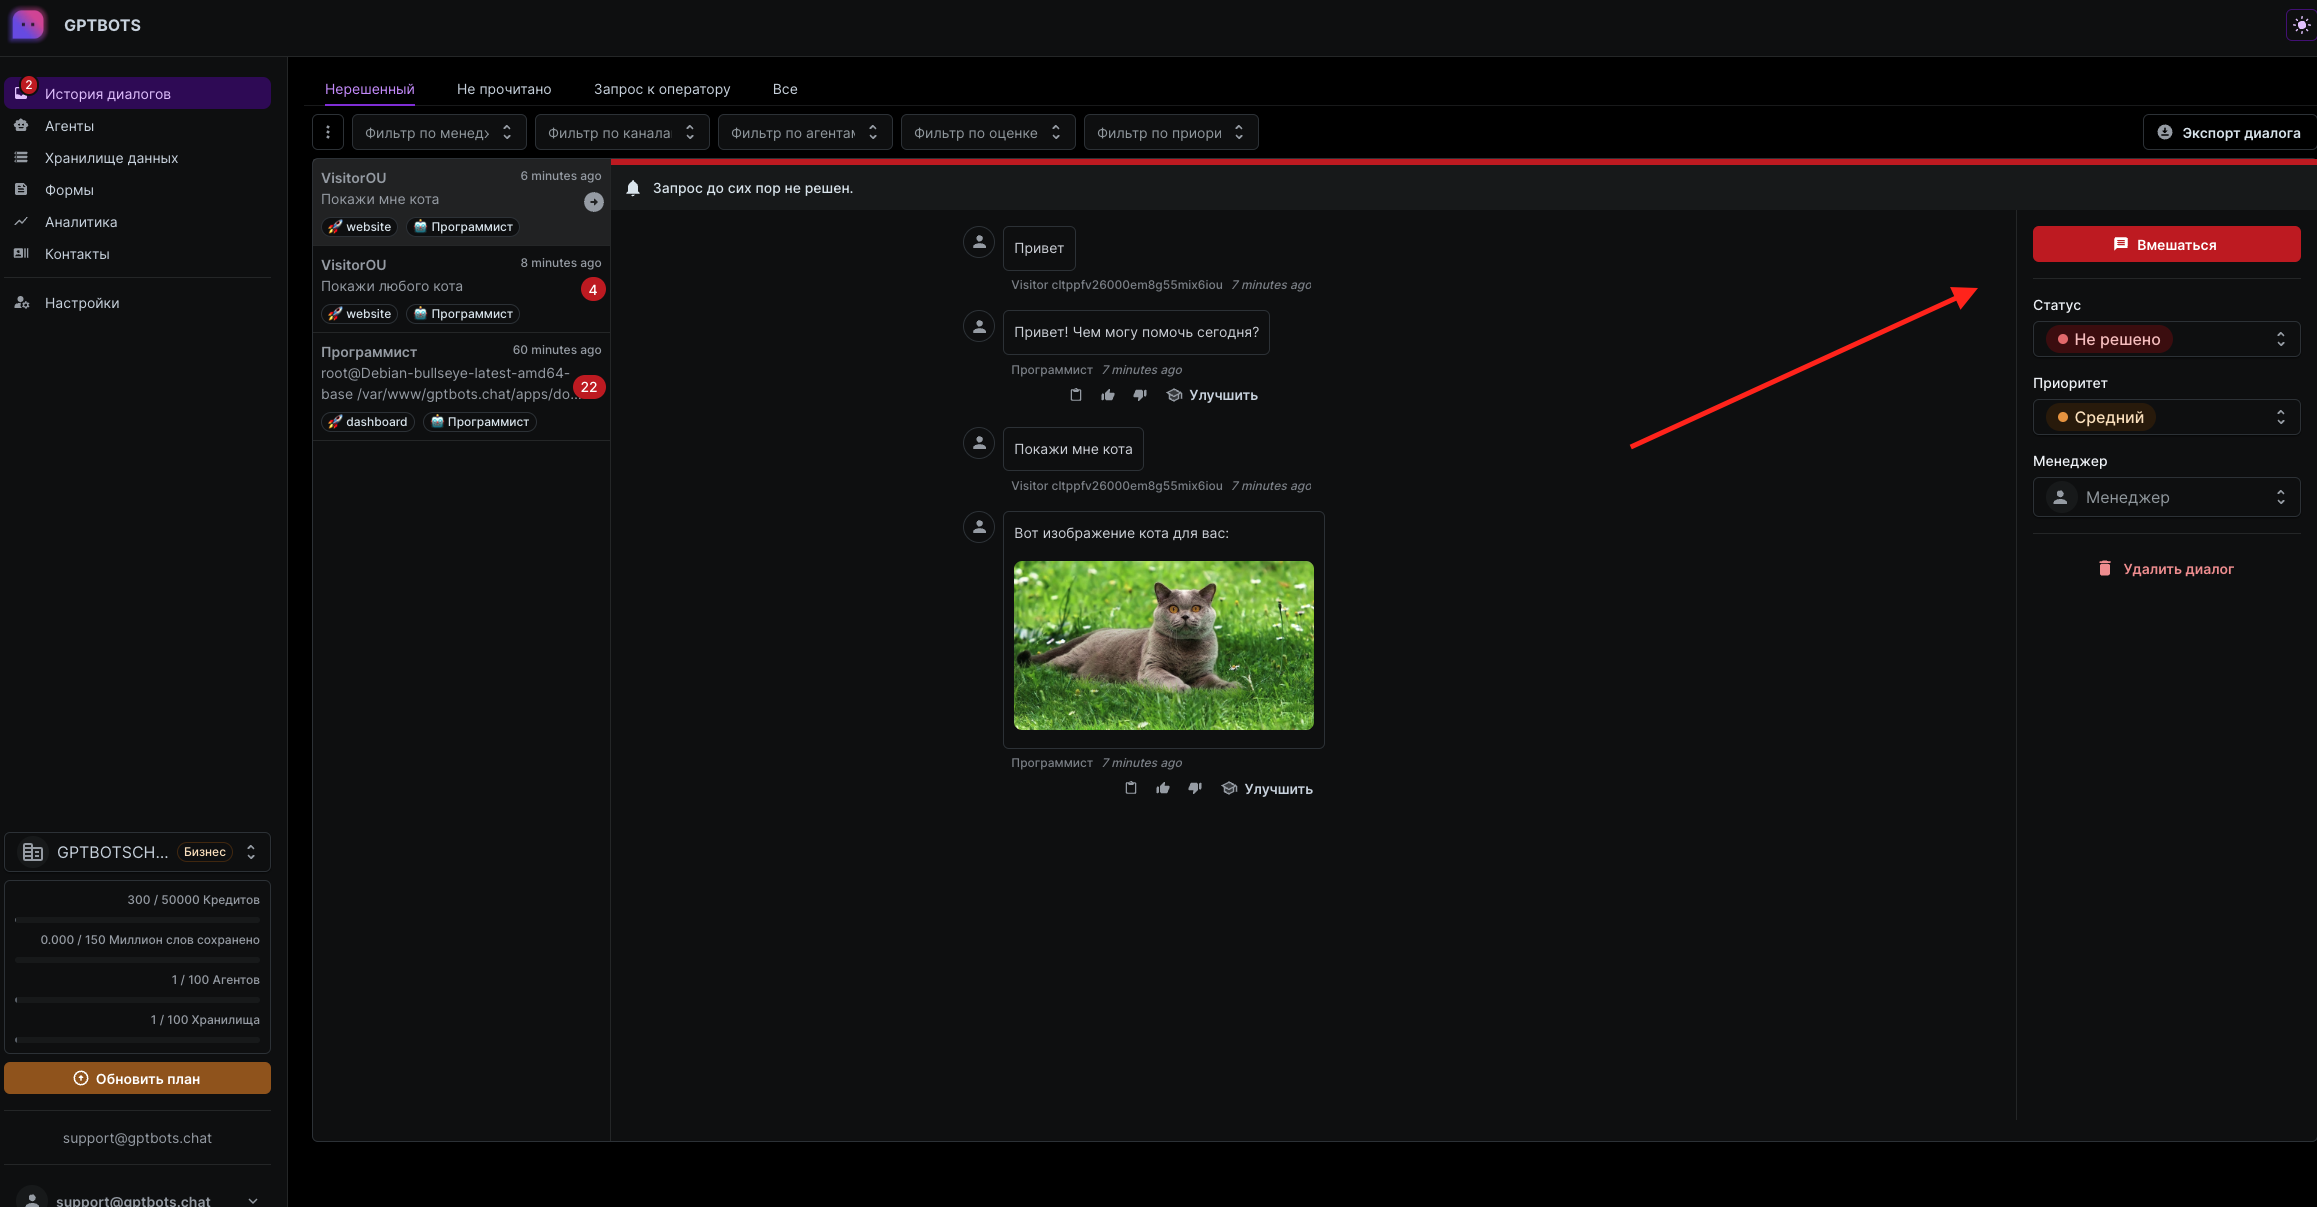 GPTBOTS
2
История диалогов
Агенты
Хранилище данных
Формы
Аналитика
Контакты
Настройки
GPTBOTSCH... Бизнес
300 / 50000 Кредитов
0.000 / 150 Миллион слов сохранено
1 / 100 Агентов
1 / 100 Хранилища
Обновить план
support@gptbots.chat
support@gptbots.chat
Нерешенный Не прочитано Запрос к оператору Все
Фильтр по менедж Фильтр по канала Фильтр по агентам Фильтр по оценке Фильтр по приори Экспорт диалога
VisitorOU 6 minutes ago
Покажи мне кота
website Программист
VisitorOU 8 minutes ago
Покажи любого кота 4
website Программист
Программист 60 minutes ago
root@Debian-bullseye-latest-amd64-
base /var/www/gptbots.chat/apps/do... 22
dashboard Программист
Запрос до сих пор не решен.
Привет
Visitor cltppfv26000em8g55mix6iou 7 minutes ago
Привет! Чем могу помочь сегодня?
Программист 7 minutes ago
Улучшить
Покажи мне кота
Visitor cltppfv26000em8g55mix6iou 7 minutes ago
Вот изображение кота для вас:
Программист 7 minutes ago
Улучшить
Вмешаться
Статус
Не решено
Приоритет
Средний
Менеджер
Менеджер
Удалить диалог